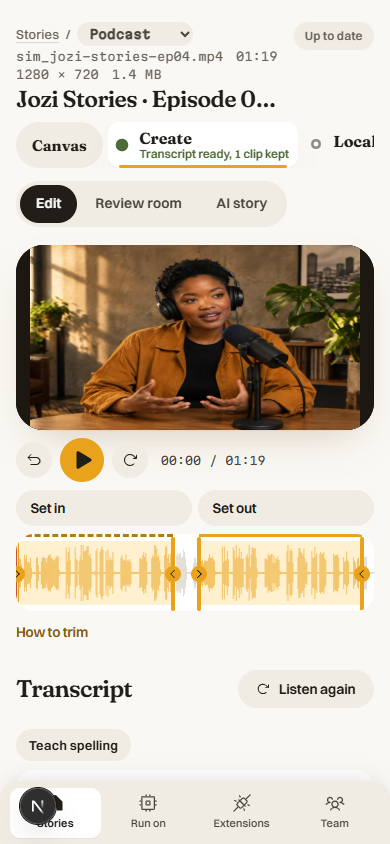 Stories / Podcast
Up to date
sim_jozi-stories-ep04.mp4 01:19
1280 × 720 1.4 MB
Jozi Stories · Episode 0...
Canvas
Create
Transcript ready, 1 clip kept
Local
Edit
Review room
AI story
00:00 / 01:19
Set in
Set out
How to trim
Transcript
Listen again
Teach spelling
N
Stories
Run on
Extensions
Team